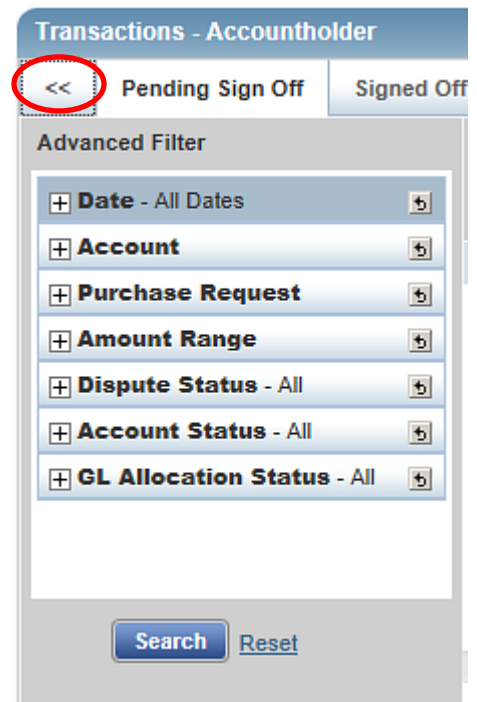 Transactions - Accountholder
<< Pending Sign Off Signed Off
Advanced Filter
Date - All Dates
Account
Purchase Request
Amount Range
Dispute Status - All
Account Status - All
GL Allocation Status - All
Search Reset